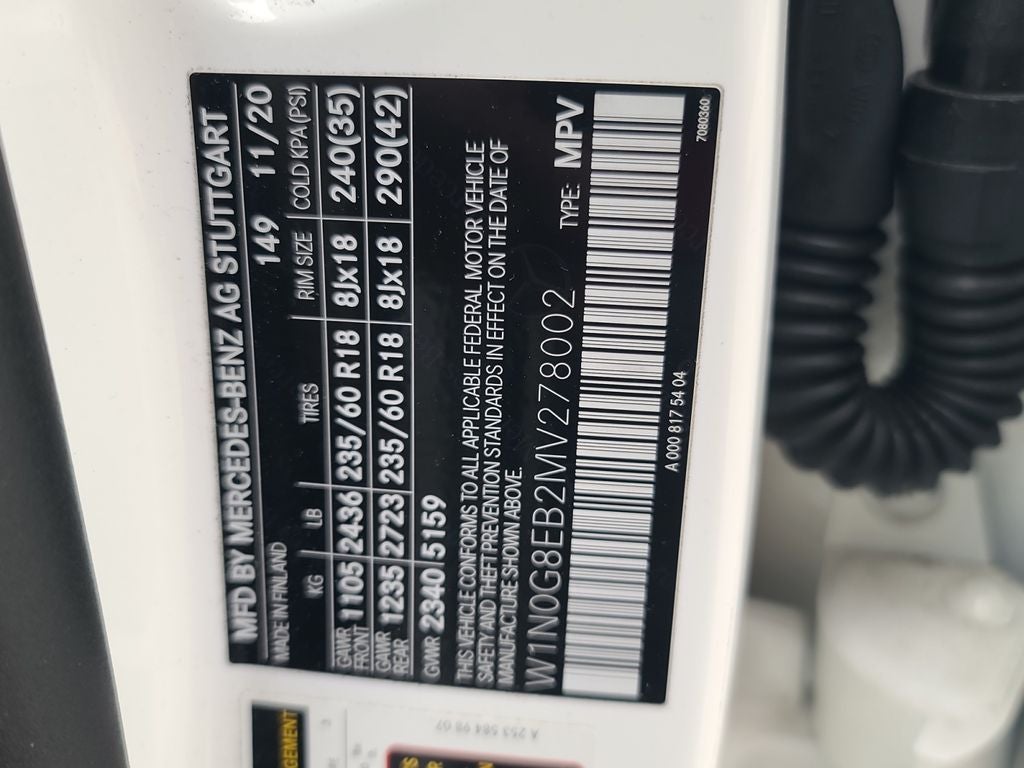 MFD BY MERCEDES-BENZ AG STUTTGART
MADE IN FINLAND 149 11/20
KG LB TIRES RIM SIZE COLD KPA(PSI)
GAWR FRONT 1105 2436 235/60 R18 8Jx18 240(35)
GAWR REAR 1235 2723 235/60 R18 8Jx18 290(42)
GVWR 2340 5159
THIS VEHICLE CONFORMS TO ALL APPLICABLE FEDERAL MOTOR VEHICLE
SAFETY AND THEFT PREVENTION STANDARDS IN EFFECT ON THE DATE OF
MANUFACTURE SHOWN ABOVE.
W1N0G8EB2MV278002 TYPE: MPV
A 000 817 54 04 7080360
GEMENT
A 253 584 98 07